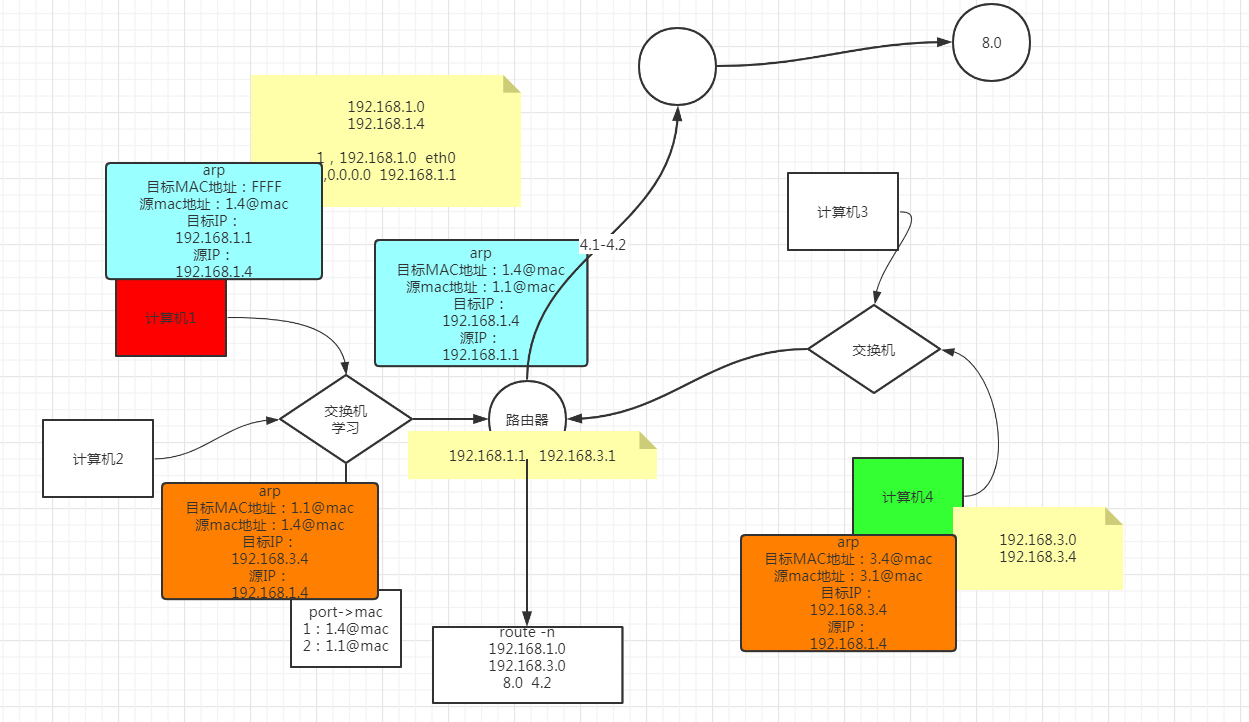 8.0
192.168.1.0
192.168.1.4
1，192.168.1.0  eth0
,0.0.0.0  192.168.1.1
arp
目标MAC地址：FFFF
源mac地址：1.4@mac
目标IP：
192.168.1.1
源IP：
192.168.1.4
计算机1
4.1-4.2
arp
目标MAC地址：1.4@mac
源mac地址：1.1@mac
目标IP：
192.168.1.4
源IP：
192.168.1.1
计算机3
交换机
交换机
学习
路由器
192.168.1.1   192.168.3.1
计算机2
计算机4
192.168.3.0
192.168.3.4
arp
目标MAC地址：1.1@mac
源mac地址：1.4@mac
目标IP：
192.168.3.4
源IP：
192.168.1.4
port->mac
1：1.4@mac
2：1.1@mac
route -n
192.168.1.0
192.168.3.0
8.0  4.2
arp
目标MAC地址：3.4@mac
源mac地址：3.1@mac
目标IP：
192.168.3.4
源IP：
192.168.1.4